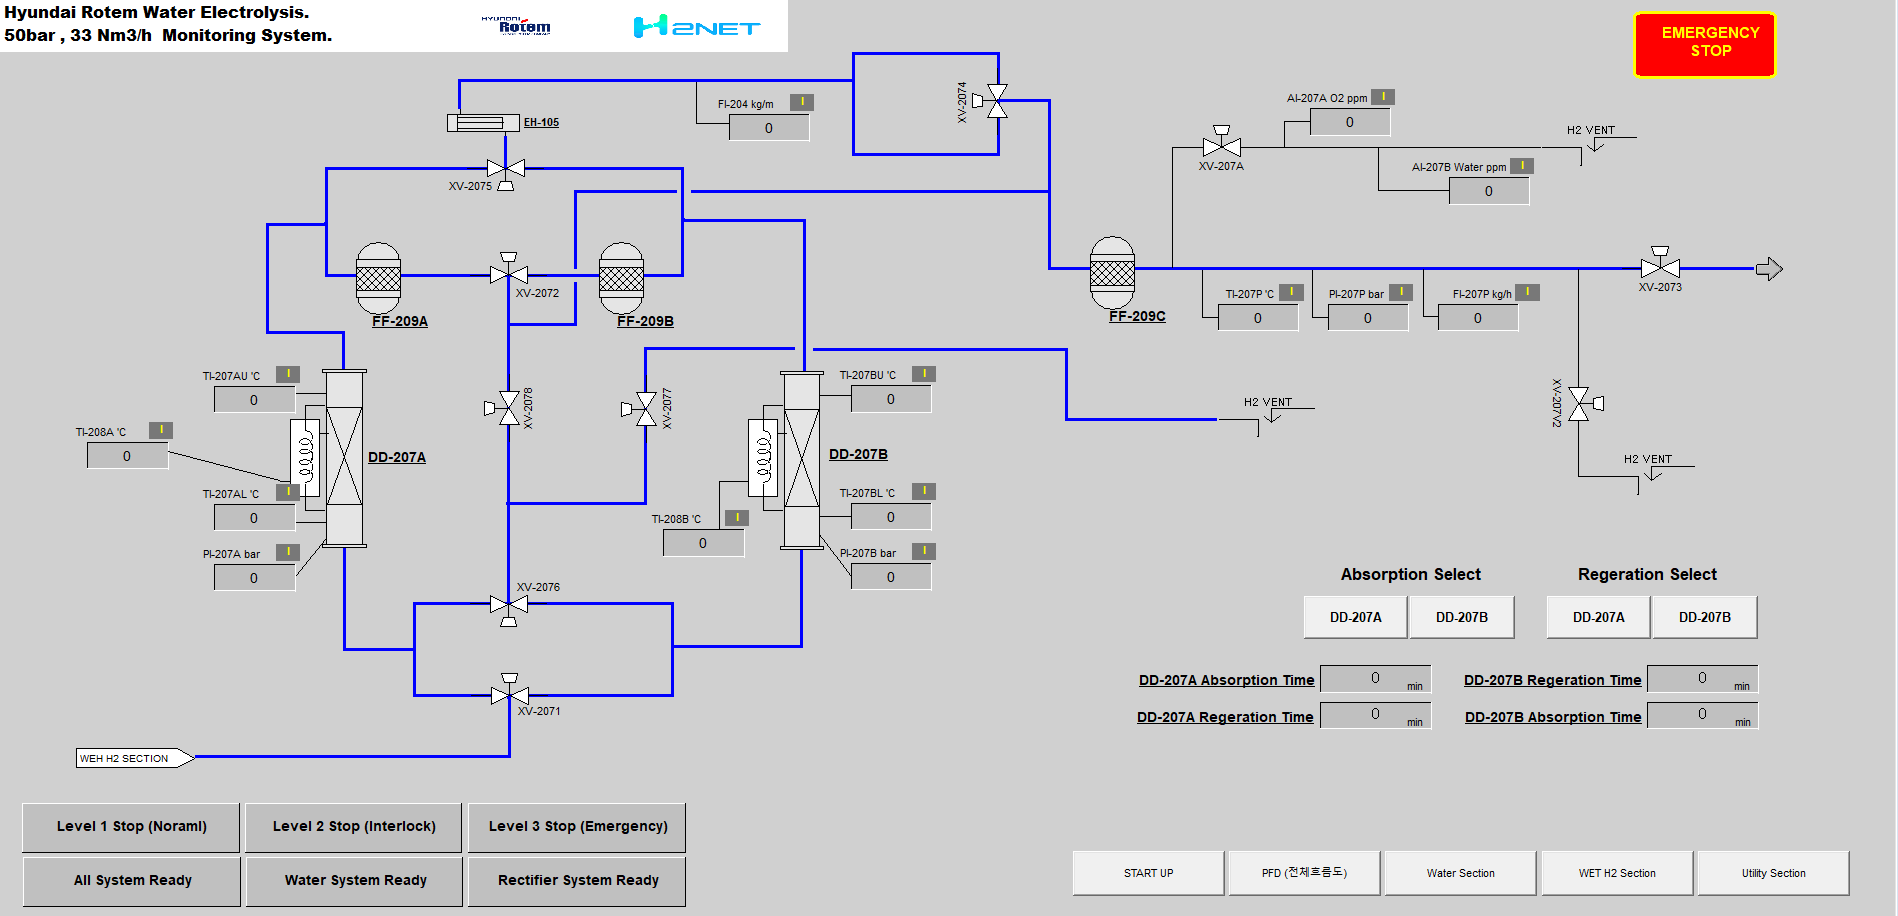 Hyundai Rotem Water Electrolysis.
50bar , 33 Nm3/h  Monitoring System.
HYUNDAI
Rotem
H2NET
EMERGENCY
STOP
FI-204 kg/m
I
0
XV-2074
EH-105
XV-2075
AI-207A O2 ppm
I
0
H2 VENT
XV-207A
AI-207B Water ppm
I
0
XV-2072
FF-209A
FF-209B
FF-209C
TI-207P 'C
I
0
PI-207P bar
I
0
FI-207P kg/h
I
0
XV-2073
TI-207AU 'C
I
0
TI-208A 'C
I
0
DD-207A
TI-207AL 'C
I
0
PI-207A bar
I
0
XV-2078
XV-2077
TI-207BU 'C
I
0
DD-207B
TI-207BL 'C
I
0
TI-208B 'C
I
0
PI-207B bar
I
0
H2 VENT
XV-207V2
H2 VENT
XV-2076
XV-2071
WEH H2 SECTION
Absorption Select
Regeration Select
DD-207A
DD-207B
DD-207A
DD-207B
DD-207A Absorption Time
0 min
DD-207B Regeration Time
0 min
DD-207A Regeration Time
0 min
DD-207B Absorption Time
0 min
Level 1 Stop (Noraml)
Level 2 Stop (Interlock)
Level 3 Stop (Emergency)
All System Ready
Water System Ready
Rectifier System Ready
START UP
PFD (전체흐름도)
Water Section
WET H2 Section
Utility Section